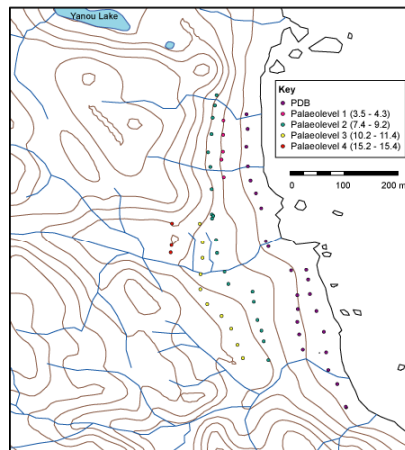 Yanou Lake
Key
PDB
Palaeolevel 1 (3.5 - 4.3)
Palaeolevel 2 (7.4 - 9.2)
Palaeolevel 3 (10.2 - 11.4)
Palaeolevel 4 (15.2 - 15.4)
0 100 200 m